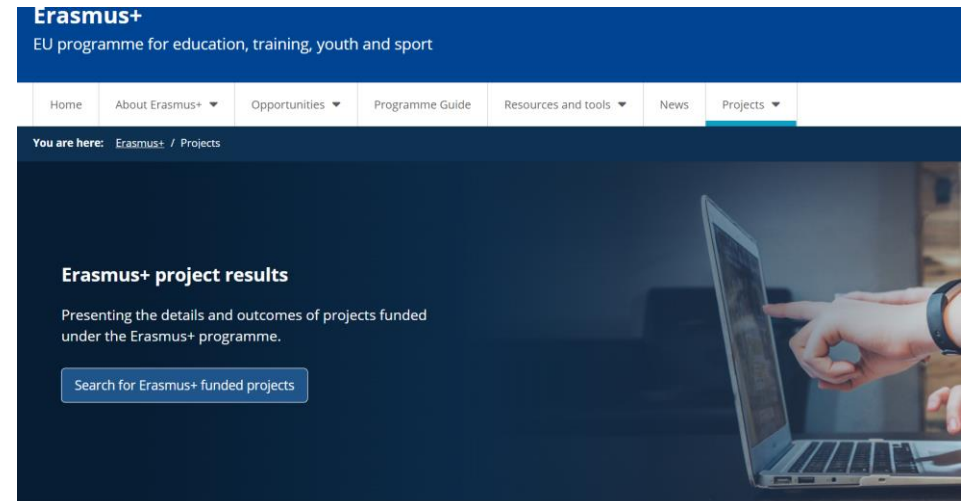 Erasmus+
EU programme for education, training, youth and sport
Home About Erasmus+ Opportunities Programme Guide Resources and tools News Projects
You are here: Erasmus+ / Projects
Erasmus+ project results
Presenting the details and outcomes of projects funded
under the Erasmus+ programme.
Search for Erasmus+ funded projects